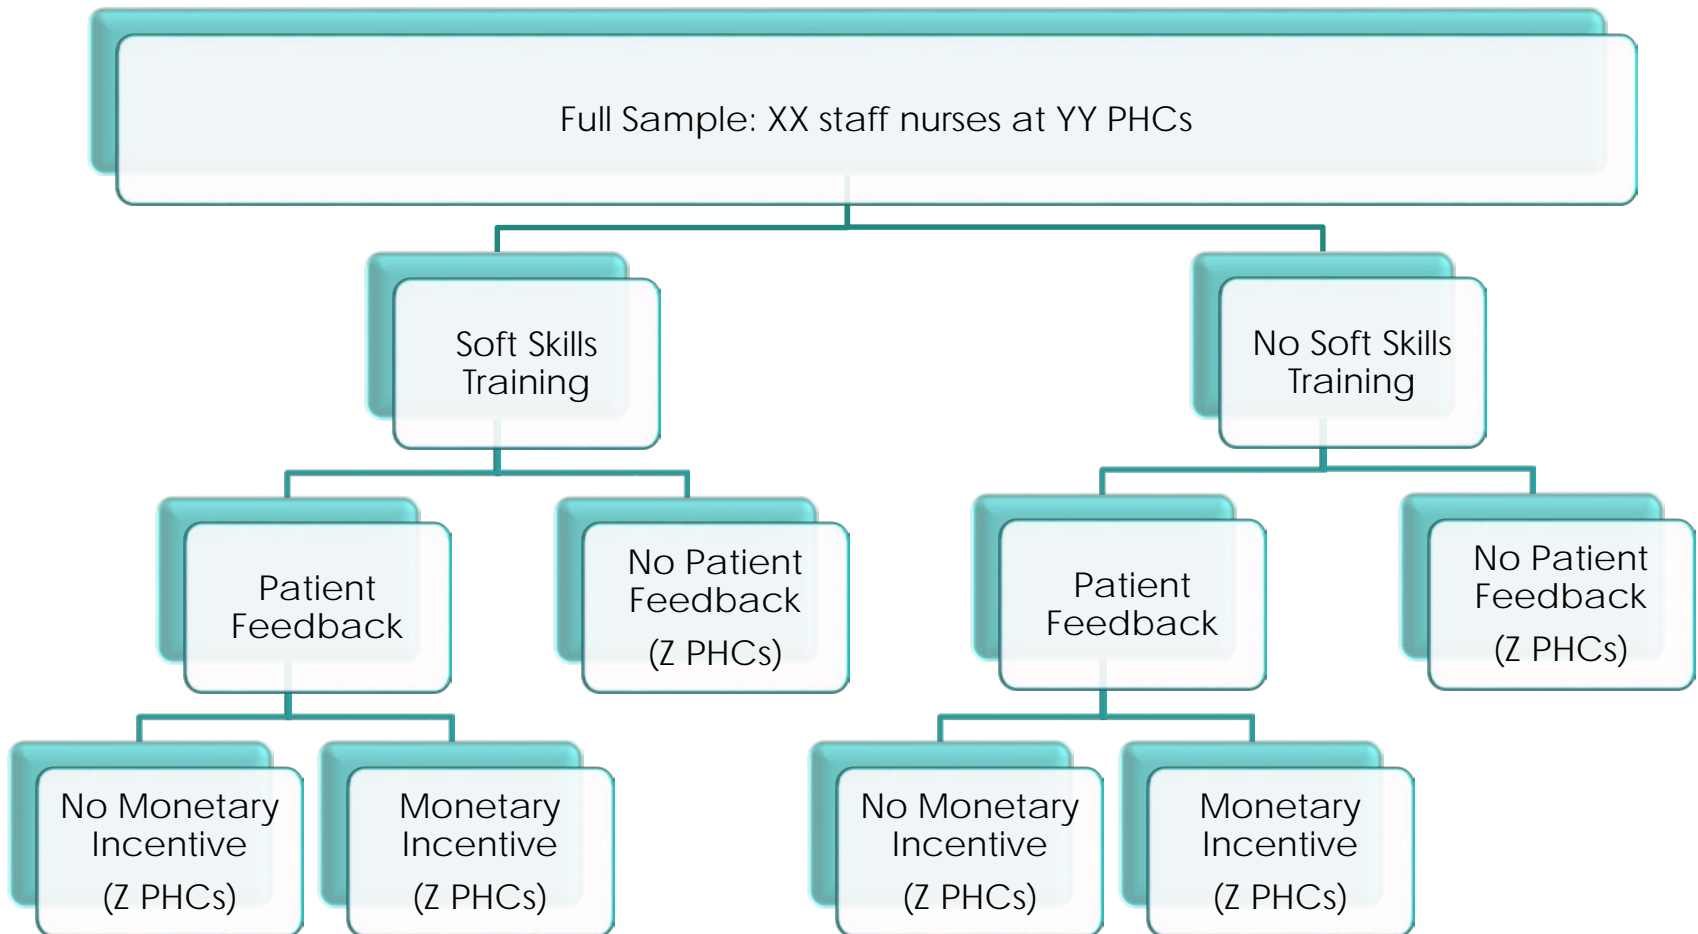 Full Sample: XX staff nurses at YY PHCs
Soft Skills
Training
No Soft Skills
Training
Patient
Feedback
No Patient
Feedback
(Z PHCs)
Patient
Feedback
No Patient
Feedback
(Z PHCs)
No Monetary
Incentive
(Z PHCs)
Monetary
Incentive
(Z PHCs)
No Monetary
Incentive
(Z PHCs)
Monetary
Incentive
(Z PHCs)